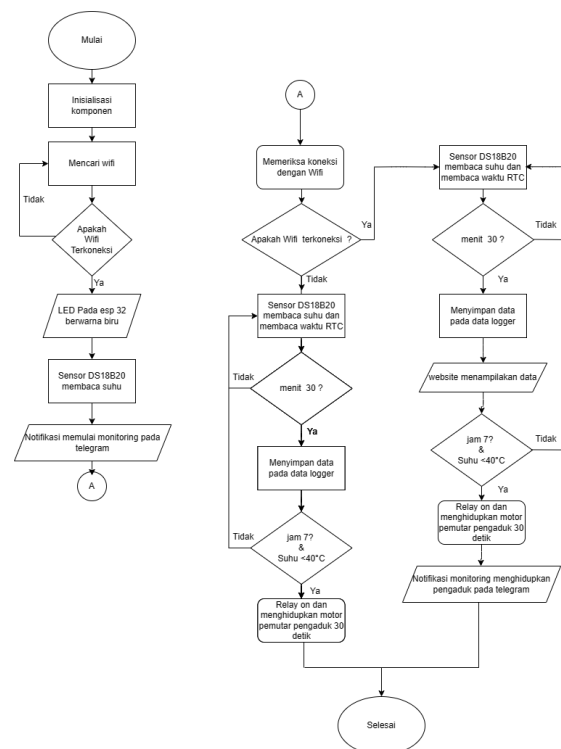 Mulai
Inisialisasi
komponen
Mencari wifi
Tidak
Apakah
Wifi
Terkoneksi
Ya
LED Pada esp 32
berwarna biru
Sensor DS18B20
membaca suhu
Notifikasi memulai monitoring pada
telegram
A
A
Memeriksa koneksi
dengan Wifi
Apakah Wifi terkoneksi ?
Ya
Tidak
Sensor DS18B20
membaca suhu dan
membaca waktu RTC
Tidak
menit 30 ?
Ya
Menyimpan data
pada data logger
Tidak
jam 7?
&
Suhu <40°C
Ya
Relay on dan
menghidupkan motor
pemutar pengaduk 30
detik
Sensor DS18B20
membaca suhu dan
membaca waktu RTC
menit 30 ?
Tidak
Ya
Menyimpan data
pada data logger
website menampilakan data
jam 7?
&
Suhu <40°C
Tidak
Ya
Relay on dan
menghidupkan motor
pemutar pengaduk 30
detik
Notifikasi monitoring menghidupkan
pengaduk pada telegram
Selesai